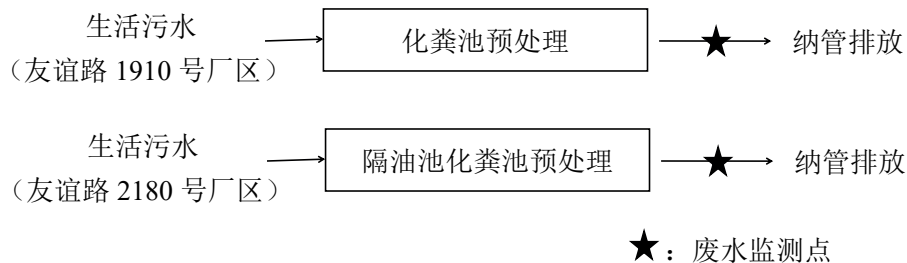 生活污水
（友谊路 1910 号厂区）
化粪池预处理
纳管排放
生活污水
（友谊路 2180 号厂区）
隔油池化粪池预处理
纳管排放
★：废水监测点